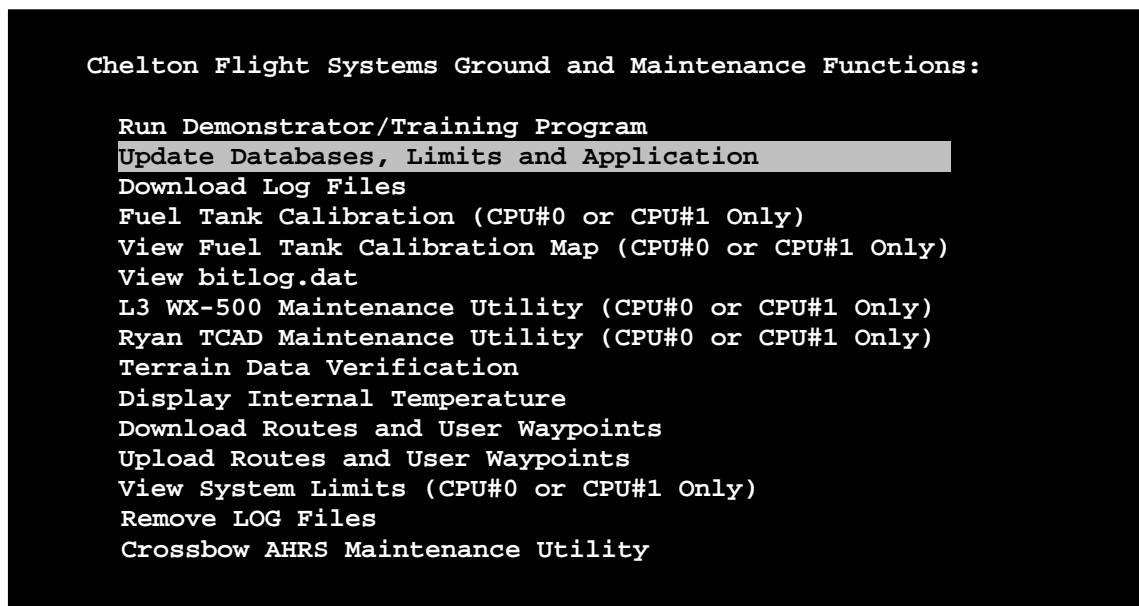 Chelton Flight Systems Ground and Maintenance Functions:
Run Demonstrator/Training Program
Update Databases, Limits and Application
Download Log Files
Fuel Tank Calibration (CPU#0 or CPU#1 Only)
View Fuel Tank Calibration Map (CPU#0 or CPU#1 Only)
View bitlog.dat
L3 WX-500 Maintenance Utility (CPU#0 or CPU#1 Only)
Ryan TCAD Maintenance Utility (CPU#0 or CPU#1 Only)
Terrain Data Verification
Display Internal Temperature
Download Routes and User Waypoints
Upload Routes and User Waypoints
View System Limits (CPU#0 or CPU#1 Only)
Remove LOG Files
Crossbow AHRS Maintenance Utility